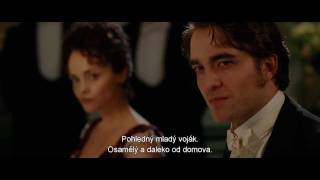 Pohledný mladý voják.
Osamělý a daleko od domova.